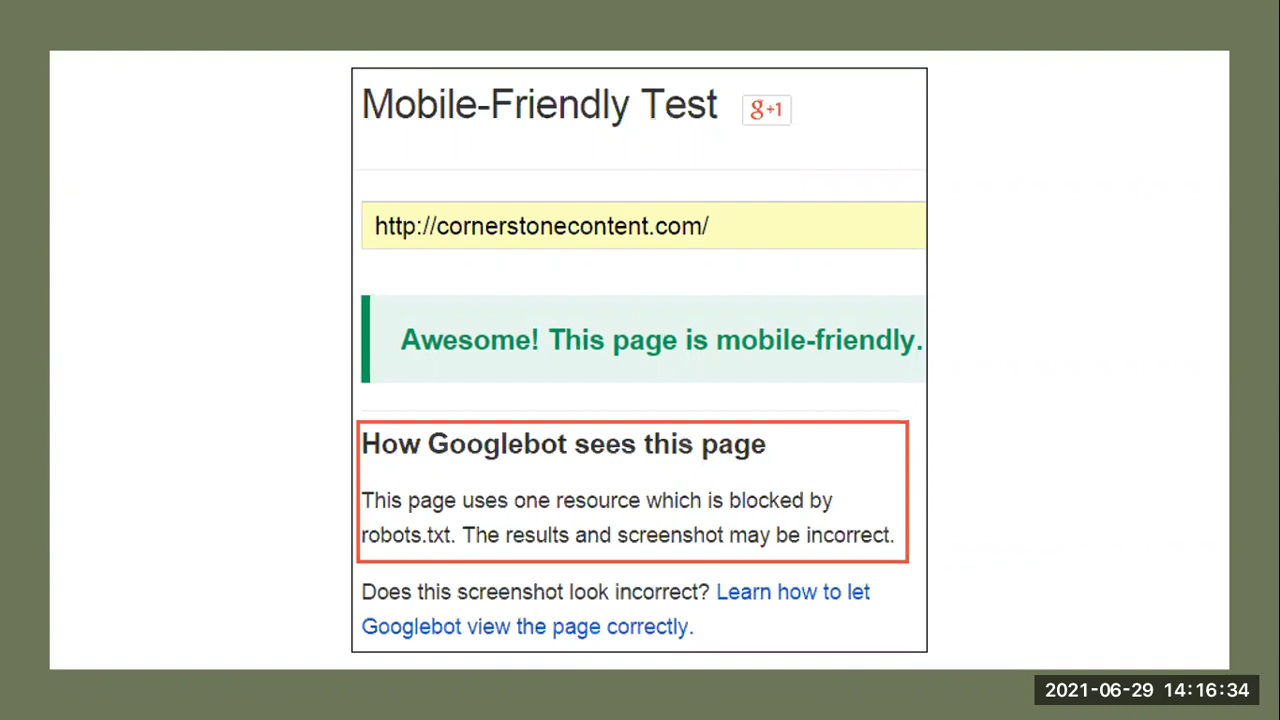 Mobile-Friendly Test g+1
http://cornerstonecontent.com/
Awesome! This page is mobile-friendly.
How Googlebot sees this page
This page uses one resource which is blocked by
robots.txt. The results and screenshot may be incorrect.
Does this screenshot look incorrect? Learn how to let
Googlebot view the page correctly.
2021-06-29 14:16:34